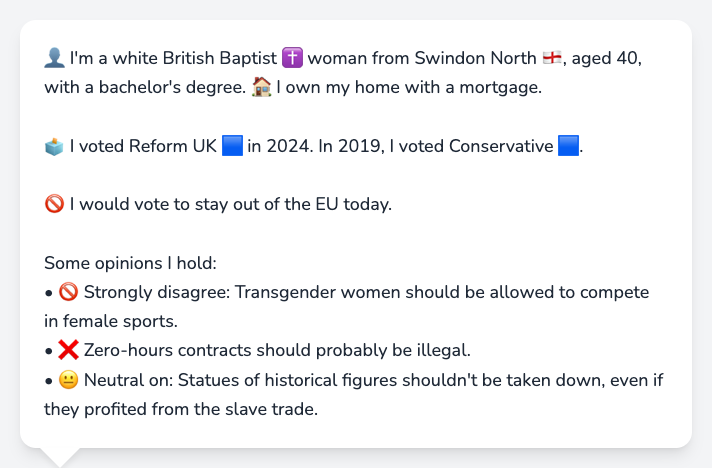 👤 I'm a white British Baptist ✝️ woman from Swindon North 🏴󠁧󠁢󠁥󠁮󠁧󠁿, aged 40,
with a bachelor's degree. 🏠 I own my home with a mortgage.
🗳️ I voted Reform UK 🟦 in 2024. In 2019, I voted Conservative 🟦.
🚫 I would vote to stay out of the EU today.
Some opinions I hold:
• 🚫 Strongly disagree: Transgender women should be allowed to compete
in female sports.
• ❌ Zero-hours contracts should probably be illegal.
• 😐 Neutral on: Statues of historical figures shouldn't be taken down, even if
they profited from the slave trade.